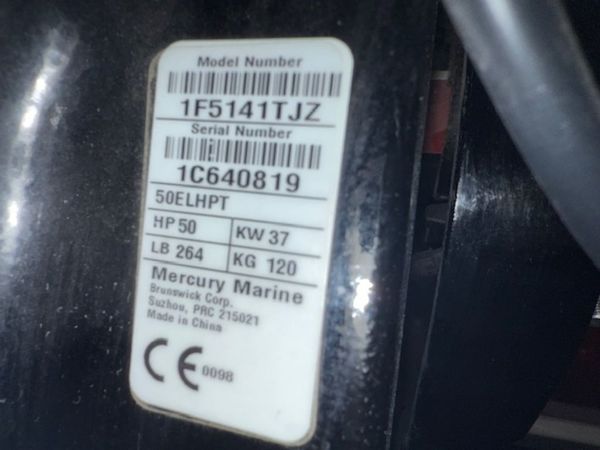 Model Number
1F5141TJZ
Serial Number
1C640819
50ELHPT
HP 50 KW 37
LB 264 KG 120
Mercury Marine
Brunswick Corp.
Suzhou, PRC 215021
Made in China
CE 0098